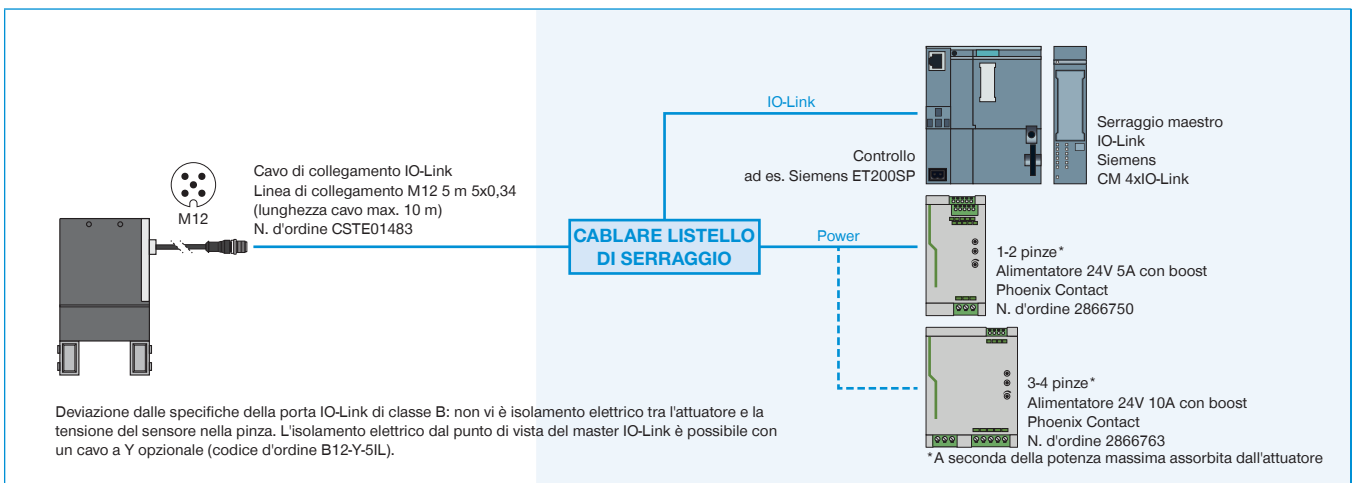 IO-Link
Serraggio maestro
IO-Link
Siemens
CM 4xIO-Link
Controllo
ad es. Siemens ET200SP
M12
Cavo di collegamento IO-Link
Linea di collegamento M12 5 m 5x0,34
(lunghezza cavo max. 10 m)
N. d'ordine CSTE01483
CABLARE LISTELLO
DI SERRAGGIO
Power
1-2 pinze*
Alimentatore 24V 5A con boost
Phoenix Contact
N. d'ordine 2866750
3-4 pinze*
Alimentatore 24V 10A con boost
Phoenix Contact
N. d'ordine 2866763
*A seconda della potenza massima assorbita dall'attuatore
Deviazione dalle specifiche della porta IO-Link di classe B: non vi è isolamento elettrico tra l'attuatore e la
tensione del sensore nella pinza. L'isolamento elettrico dal punto di vista del master IO-Link è possibile con
un cavo a Y opzionale (codice d'ordine B12-Y-5IL).